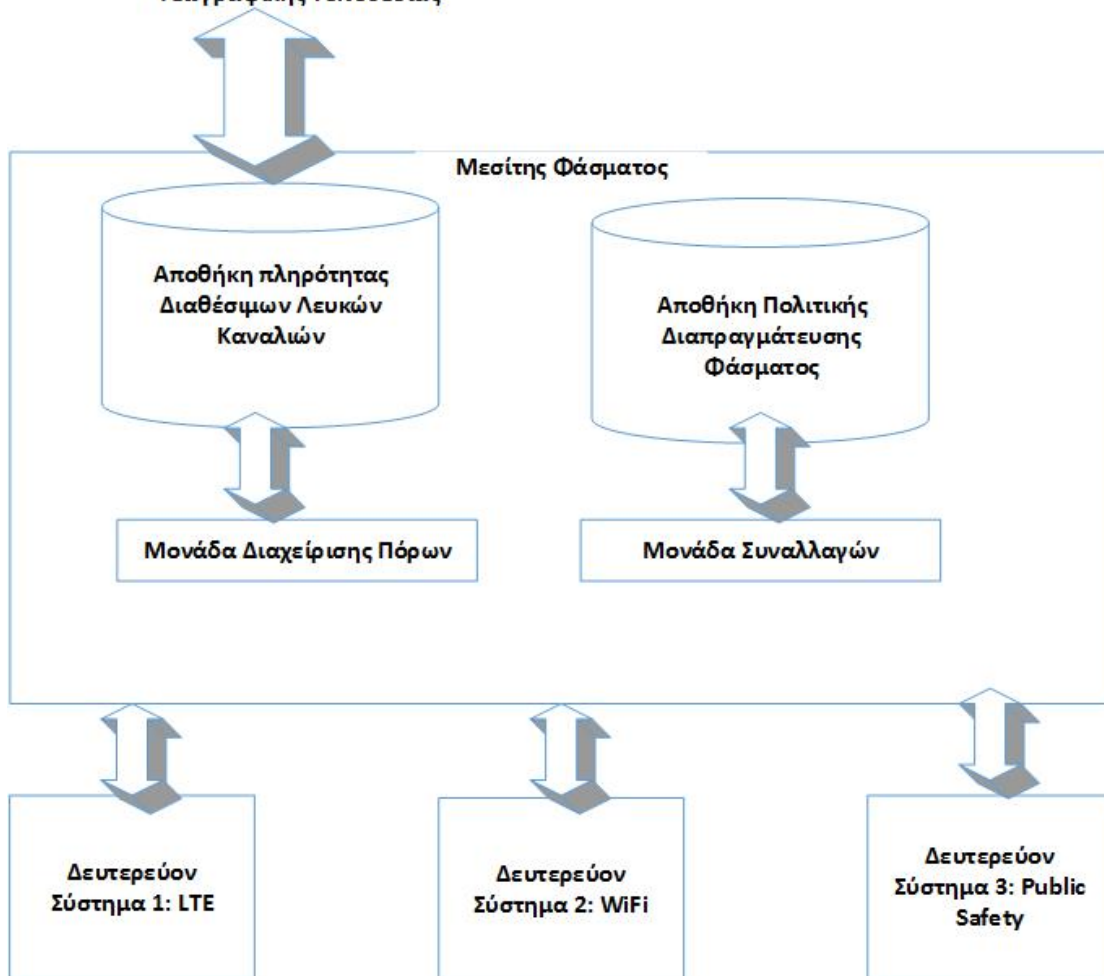 Μεσίτης Φάσματος
Αποθήκη πληρότητας
Διαθέσιμων Λευκών
Καναλιών
Αποθήκη Πολιτικής
Διαπραγμάτευσης
Φάσματος
Μονάδα Διαχείρισης Πόρων
Μονάδα Συναλλαγών
Δευτερεύον
Σύστημα 1: LTE
Δευτερεύον
Σύστημα 2: WiFi
Δευτερεύον
Σύστημα 3: Public
Safety